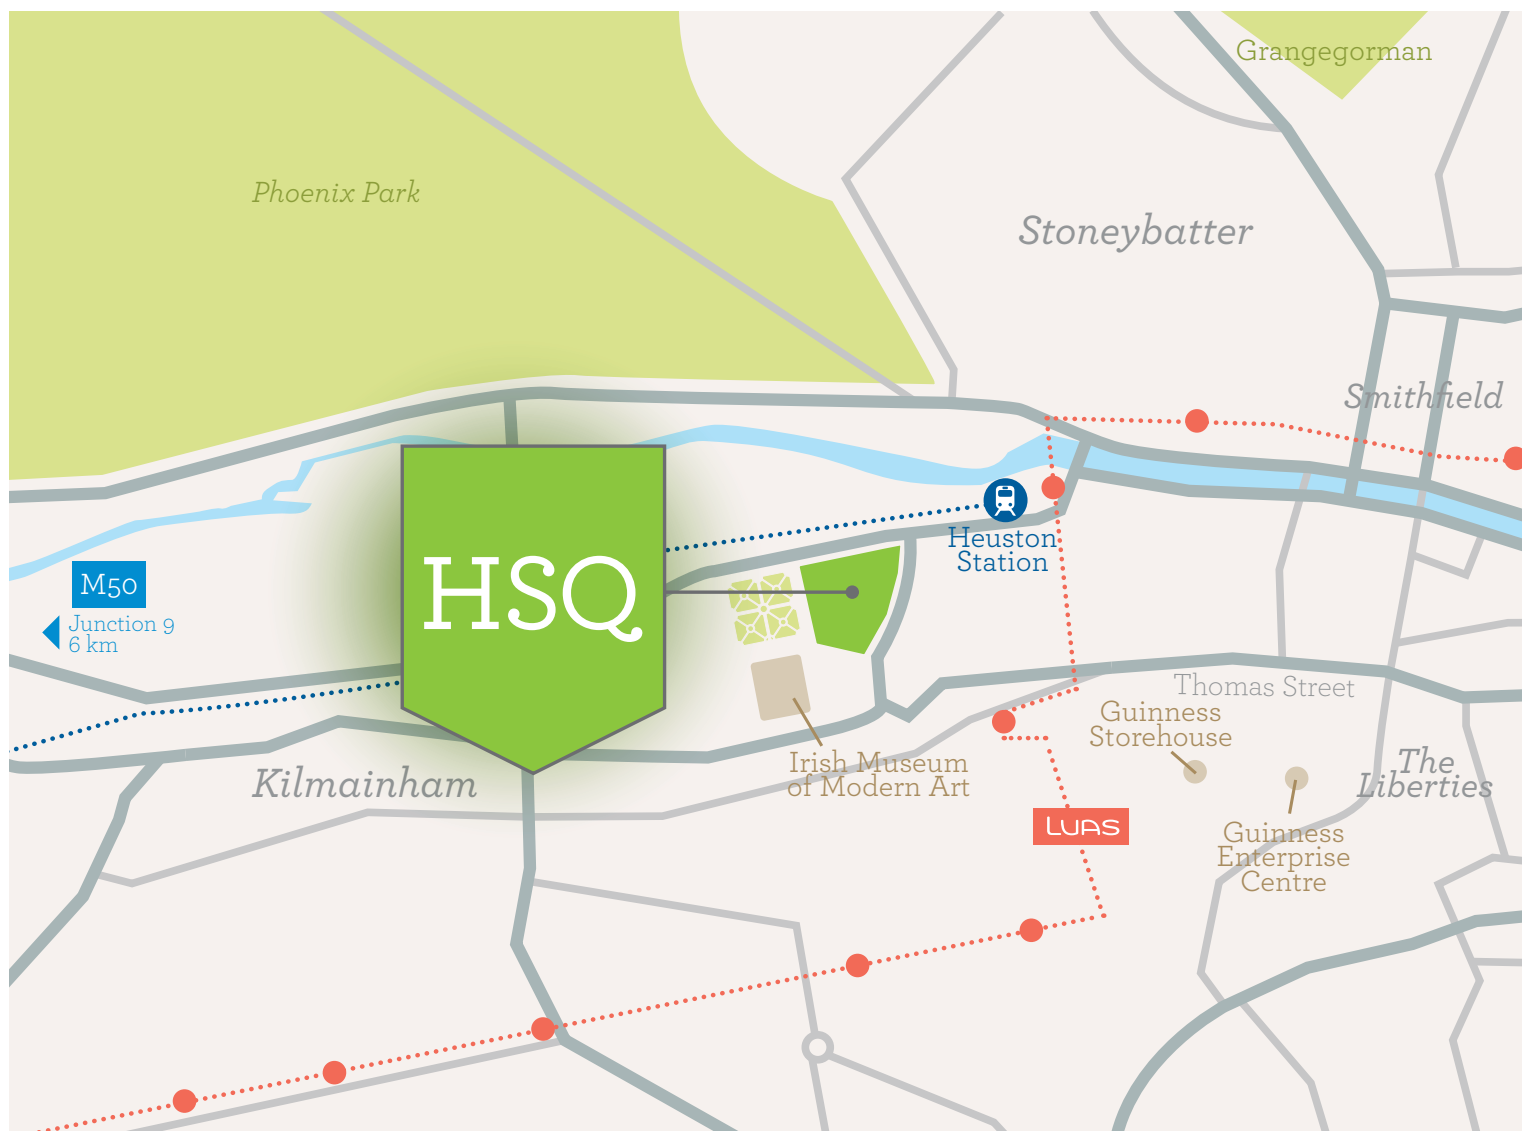 Grangegorman
Phoenix Park
Stoneybatter
Smithfield
HSQ
Heuston
Station
M50
Junction 9
6 km
Thomas Street
Guinness
Storehouse
Irish Museum
of Modern Art
Kilmainham
The
Liberties
LUAS
Guinness
Enterprise
Centre